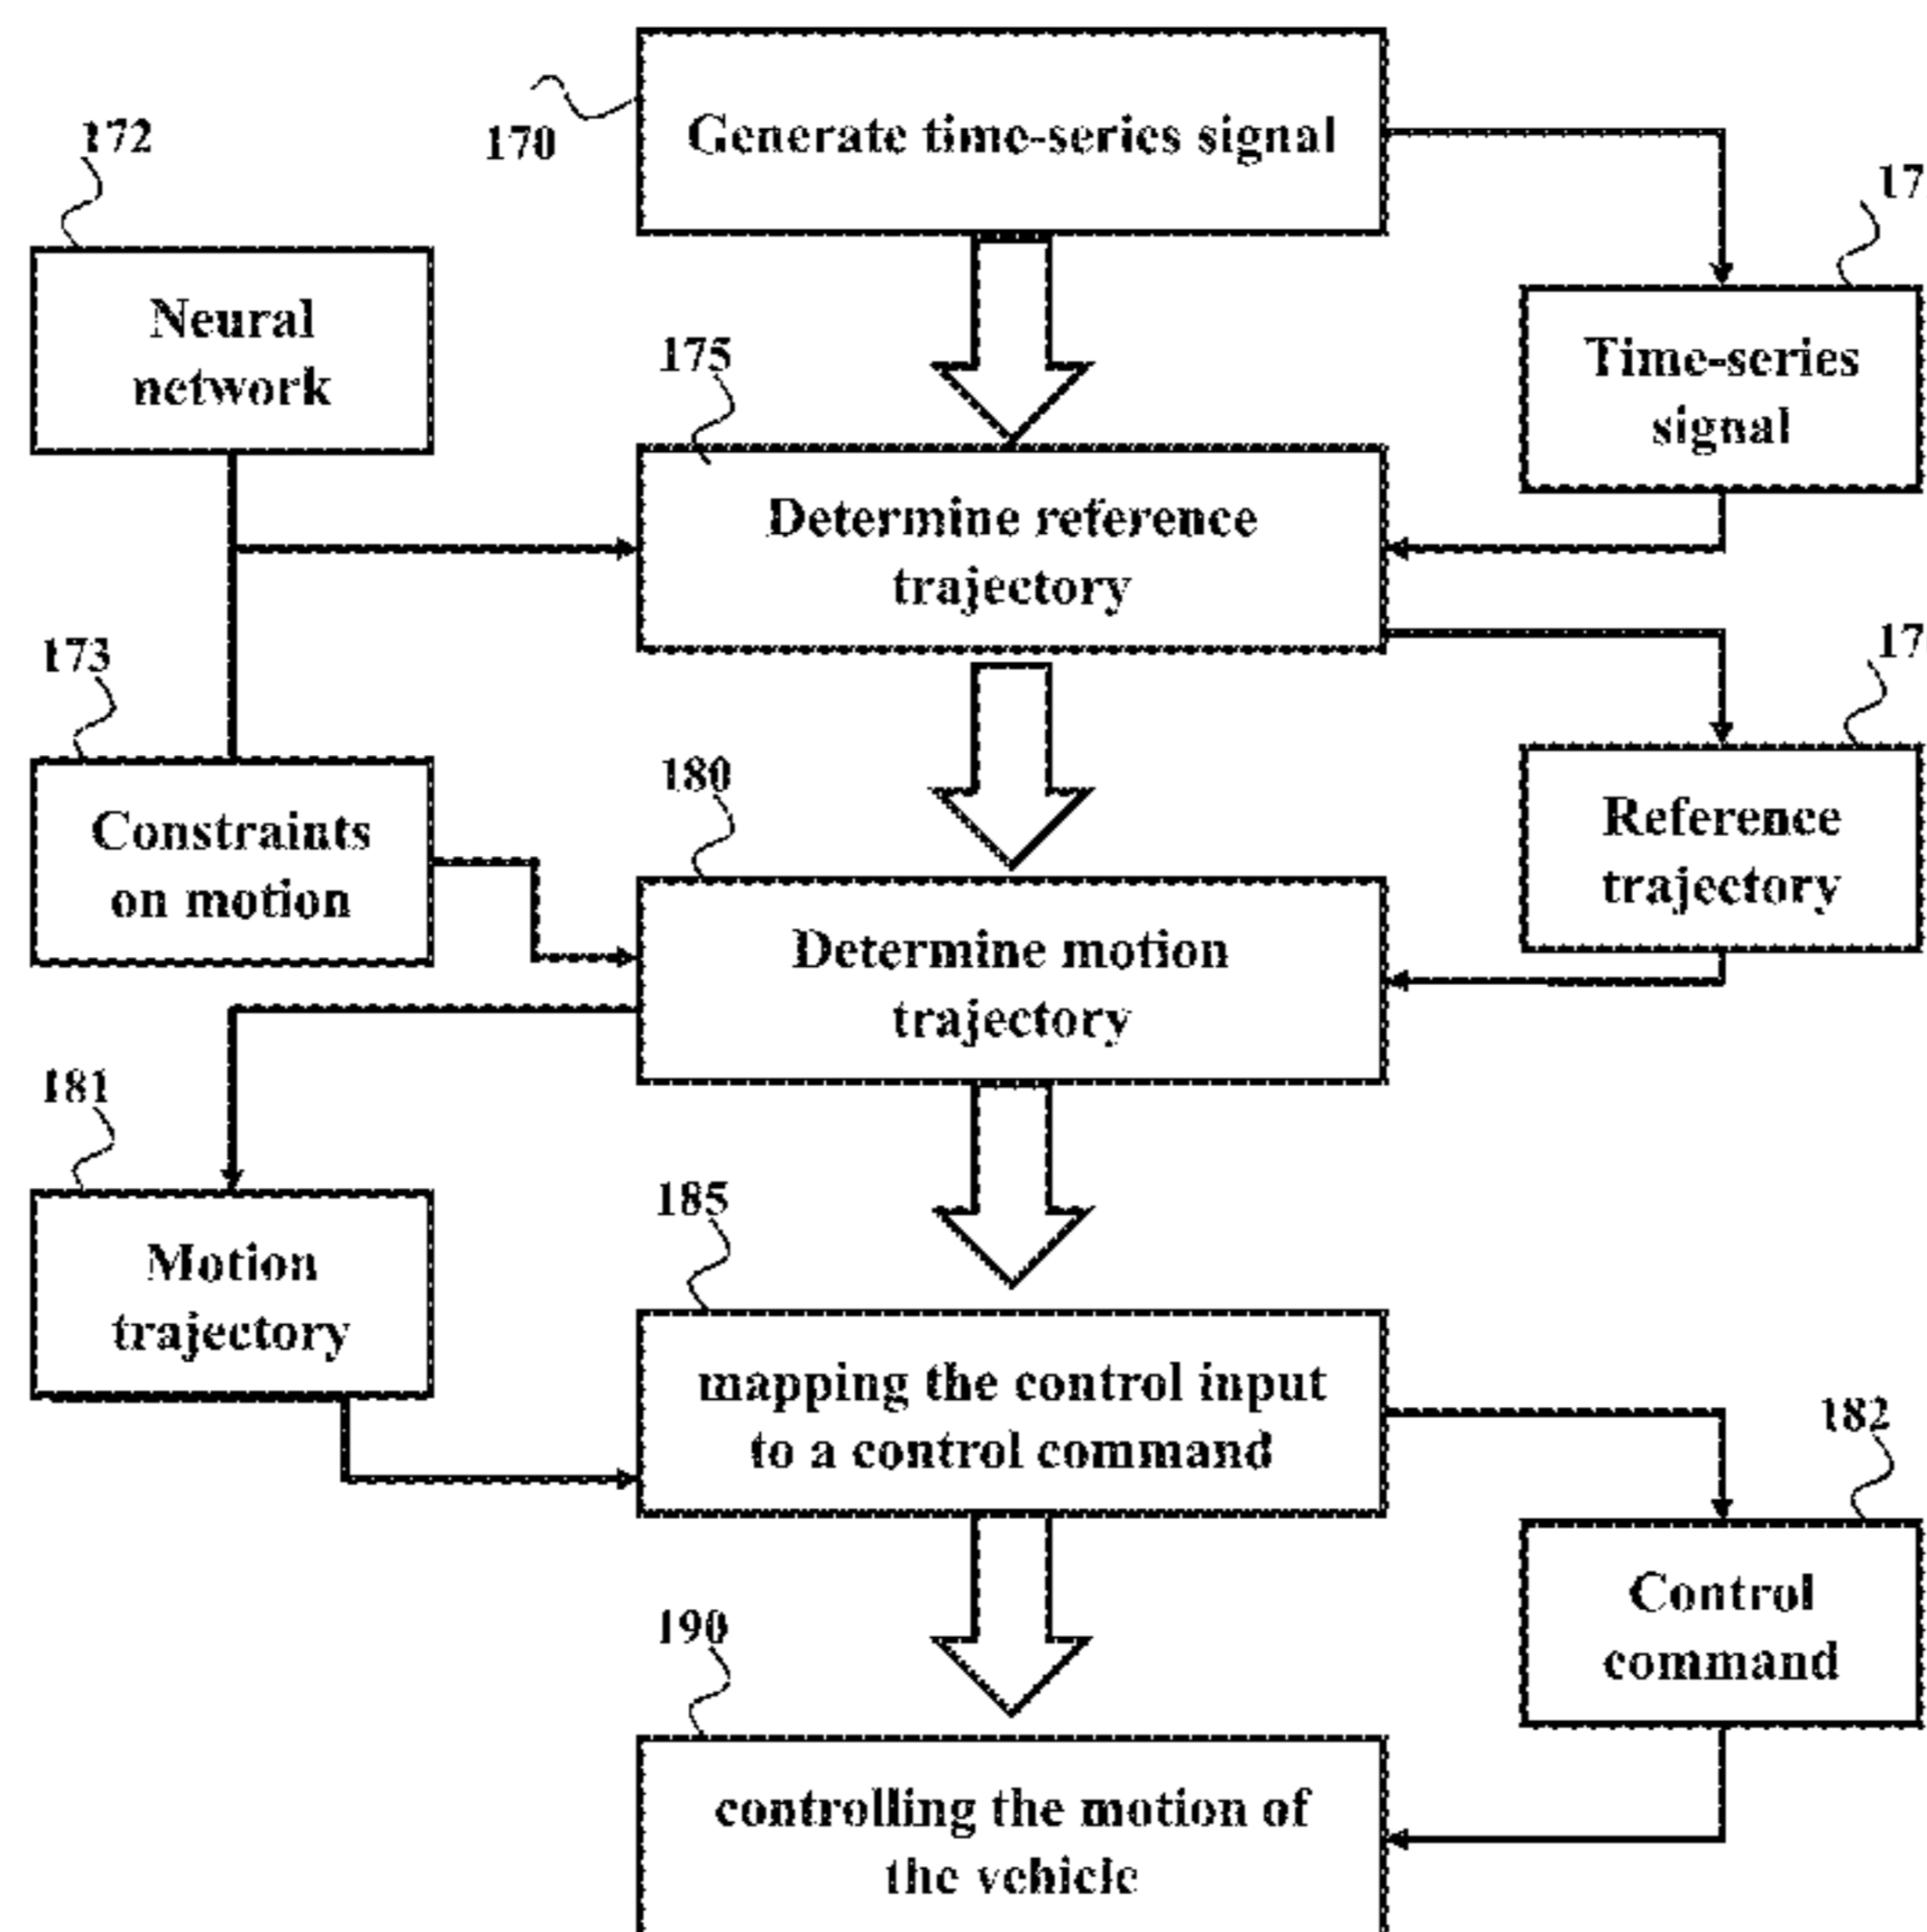 170
Generate time-series signal
172
17
Neural
network
Time-series
signal
175
Determine reference
trajectory
173
17
Constraints
on motion
180
Reference
trajectory
Determine motion
trajectory
181
Motion
trajectory
185
mapping the control input
to a control command
182
Control
command
190
controlling the motion of
the vehicle